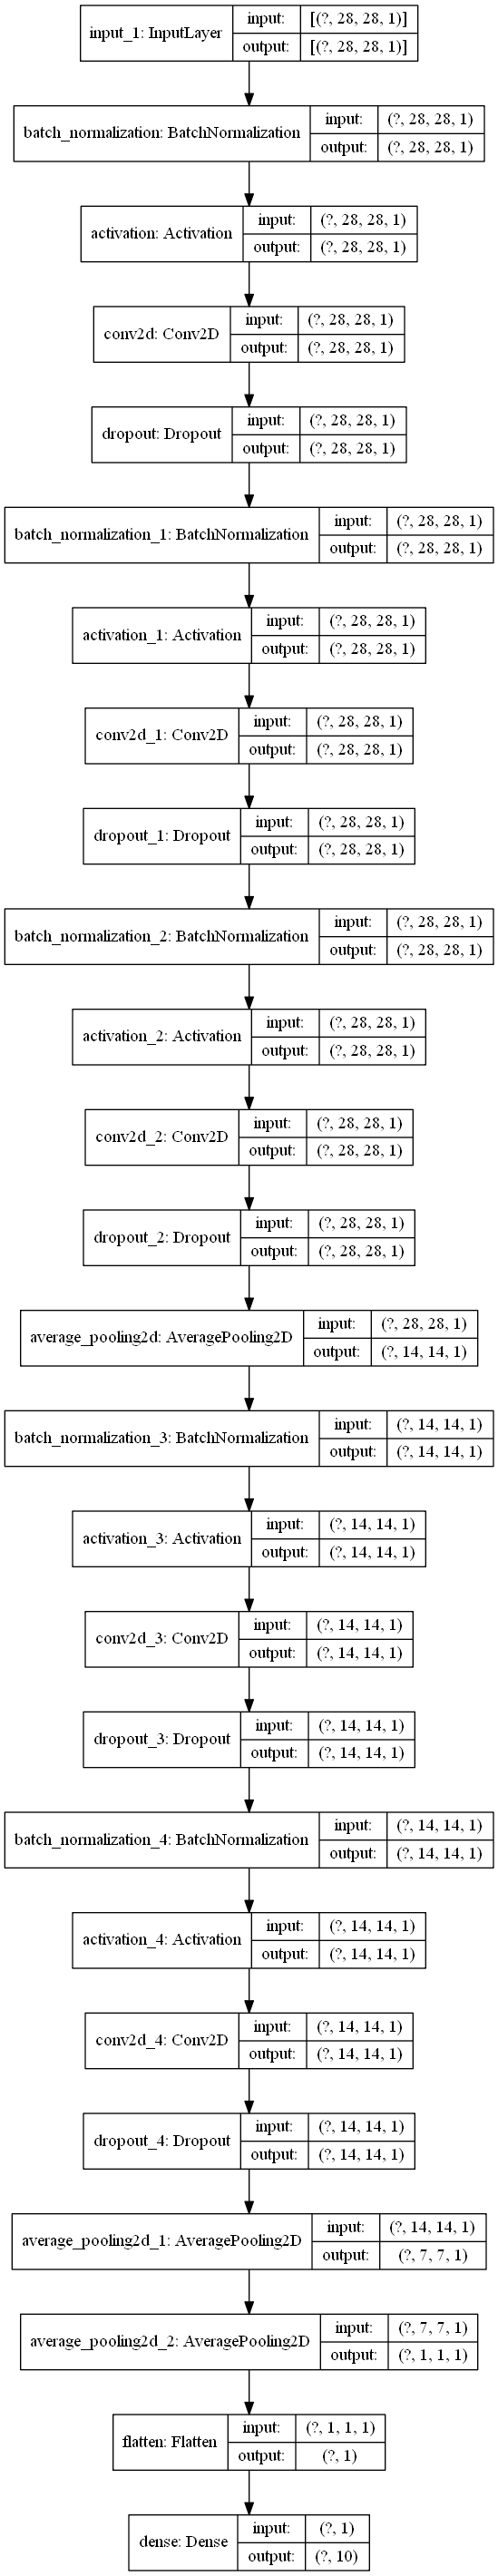 input_1: InputLayer input: [(?, 28, 28, 1)]
output: [(?, 28, 28, 1)]
batch_normalization: BatchNormalization input: (?, 28, 28, 1)
output: (?, 28, 28, 1)
activation: Activation input: (?, 28, 28, 1)
output: (?, 28, 28, 1)
conv2d: Conv2D input: (?, 28, 28, 1)
output: (?, 28, 28, 1)
dropout: Dropout input: (?, 28, 28, 1)
output: (?, 28, 28, 1)
batch_normalization_1: BatchNormalization input: (?, 28, 28, 1)
output: (?, 28, 28, 1)
activation_1: Activation input: (?, 28, 28, 1)
output: (?, 28, 28, 1)
conv2d_1: Conv2D input: (?, 28, 28, 1)
output: (?, 28, 28, 1)
dropout_1: Dropout input: (?, 28, 28, 1)
output: (?, 28, 28, 1)
batch_normalization_2: BatchNormalization input: (?, 28, 28, 1)
output: (?, 28, 28, 1)
activation_2: Activation input: (?, 28, 28, 1)
output: (?, 28, 28, 1)
conv2d_2: Conv2D input: (?, 28, 28, 1)
output: (?, 28, 28, 1)
dropout_2: Dropout input: (?, 28, 28, 1)
output: (?, 28, 28, 1)
average_pooling2d: AveragePooling2D input: (?, 28, 28, 1)
output: (?, 14, 14, 1)
batch_normalization_3: BatchNormalization input: (?, 14, 14, 1)
output: (?, 14, 14, 1)
activation_3: Activation input: (?, 14, 14, 1)
output: (?, 14, 14, 1)
conv2d_3: Conv2D input: (?, 14, 14, 1)
output: (?, 14, 14, 1)
dropout_3: Dropout input: (?, 14, 14, 1)
output: (?, 14, 14, 1)
batch_normalization_4: BatchNormalization input: (?, 14, 14, 1)
output: (?, 14, 14, 1)
activation_4: Activation input: (?, 14, 14, 1)
output: (?, 14, 14, 1)
conv2d_4: Conv2D input: (?, 14, 14, 1)
output: (?, 14, 14, 1)
dropout_4: Dropout input: (?, 14, 14, 1)
output: (?, 14, 14, 1)
average_pooling2d_1: AveragePooling2D input: (?, 14, 14, 1)
output: (?, 7, 7, 1)
average_pooling2d_2: AveragePooling2D input: (?, 7, 7, 1)
output: (?, 1, 1, 1)
flatten: Flatten input: (?, 1, 1, 1)
output: (?, 1)
dense: Dense input: (?, 1)
output: (?, 10)